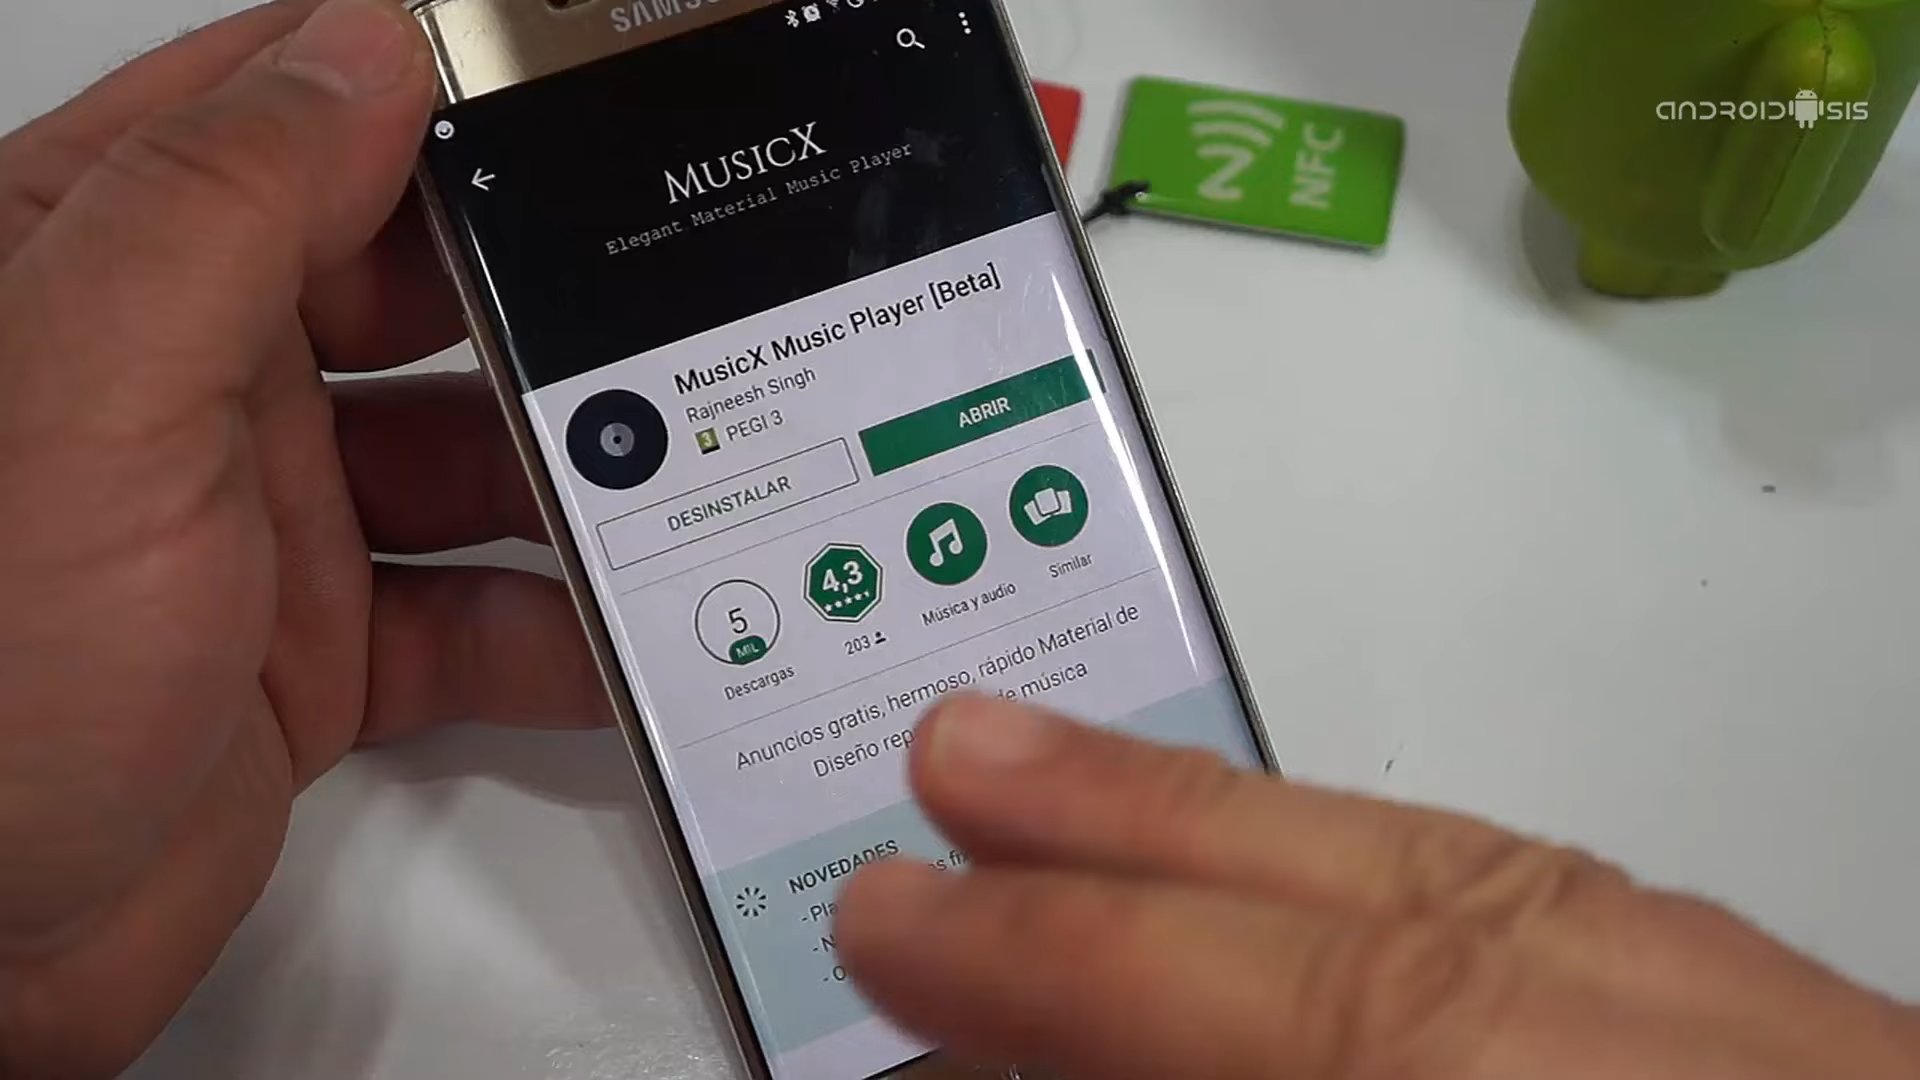 ANDROIDSIS
NFC
MUSICX
Elegant Material Music Player
MusicX Music Player [Beta]
Rajneesh Singh
3 PEGI 3
DESINSTALAR
ABRIR
5
MIL
Descargas
4,3
203
Música y audio
Similar
Anuncios gratis, hermoso, rápido Material de
Diseño de música
NOVEDADES